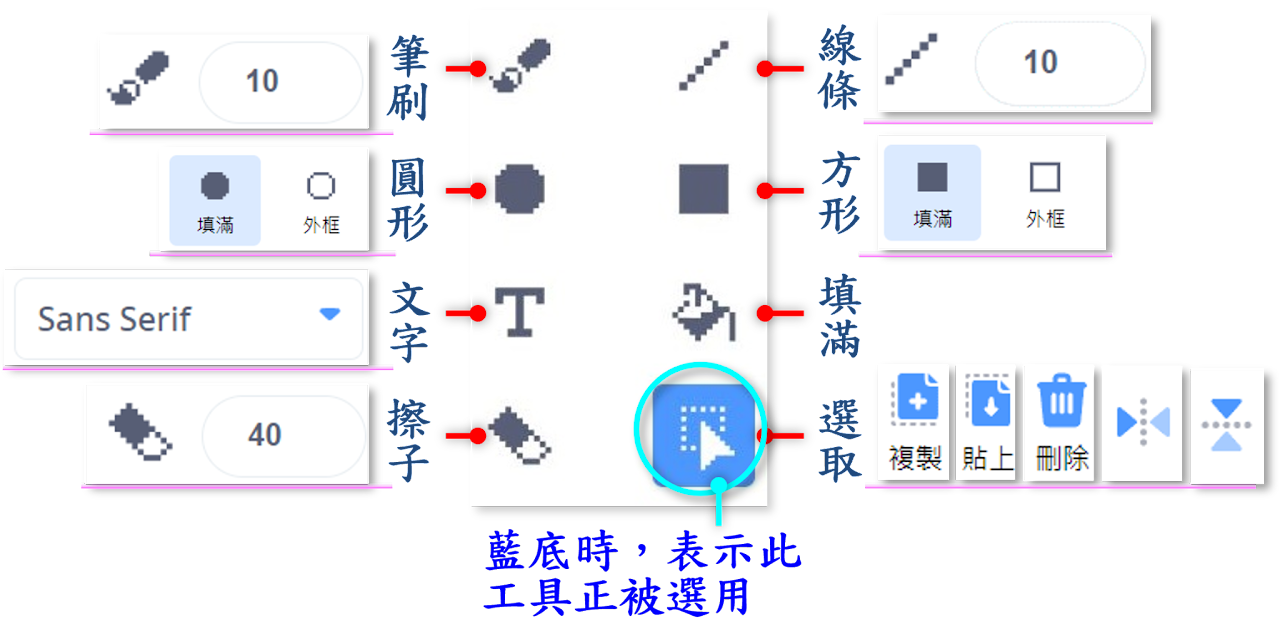 10
筆刷
線條
10
填滿
外框
圓形
方形
填滿
外框
Sans Serif
文字
填滿
40
擦子
選取
複製
貼上
刪除
藍底時，表示此
工具正被選用